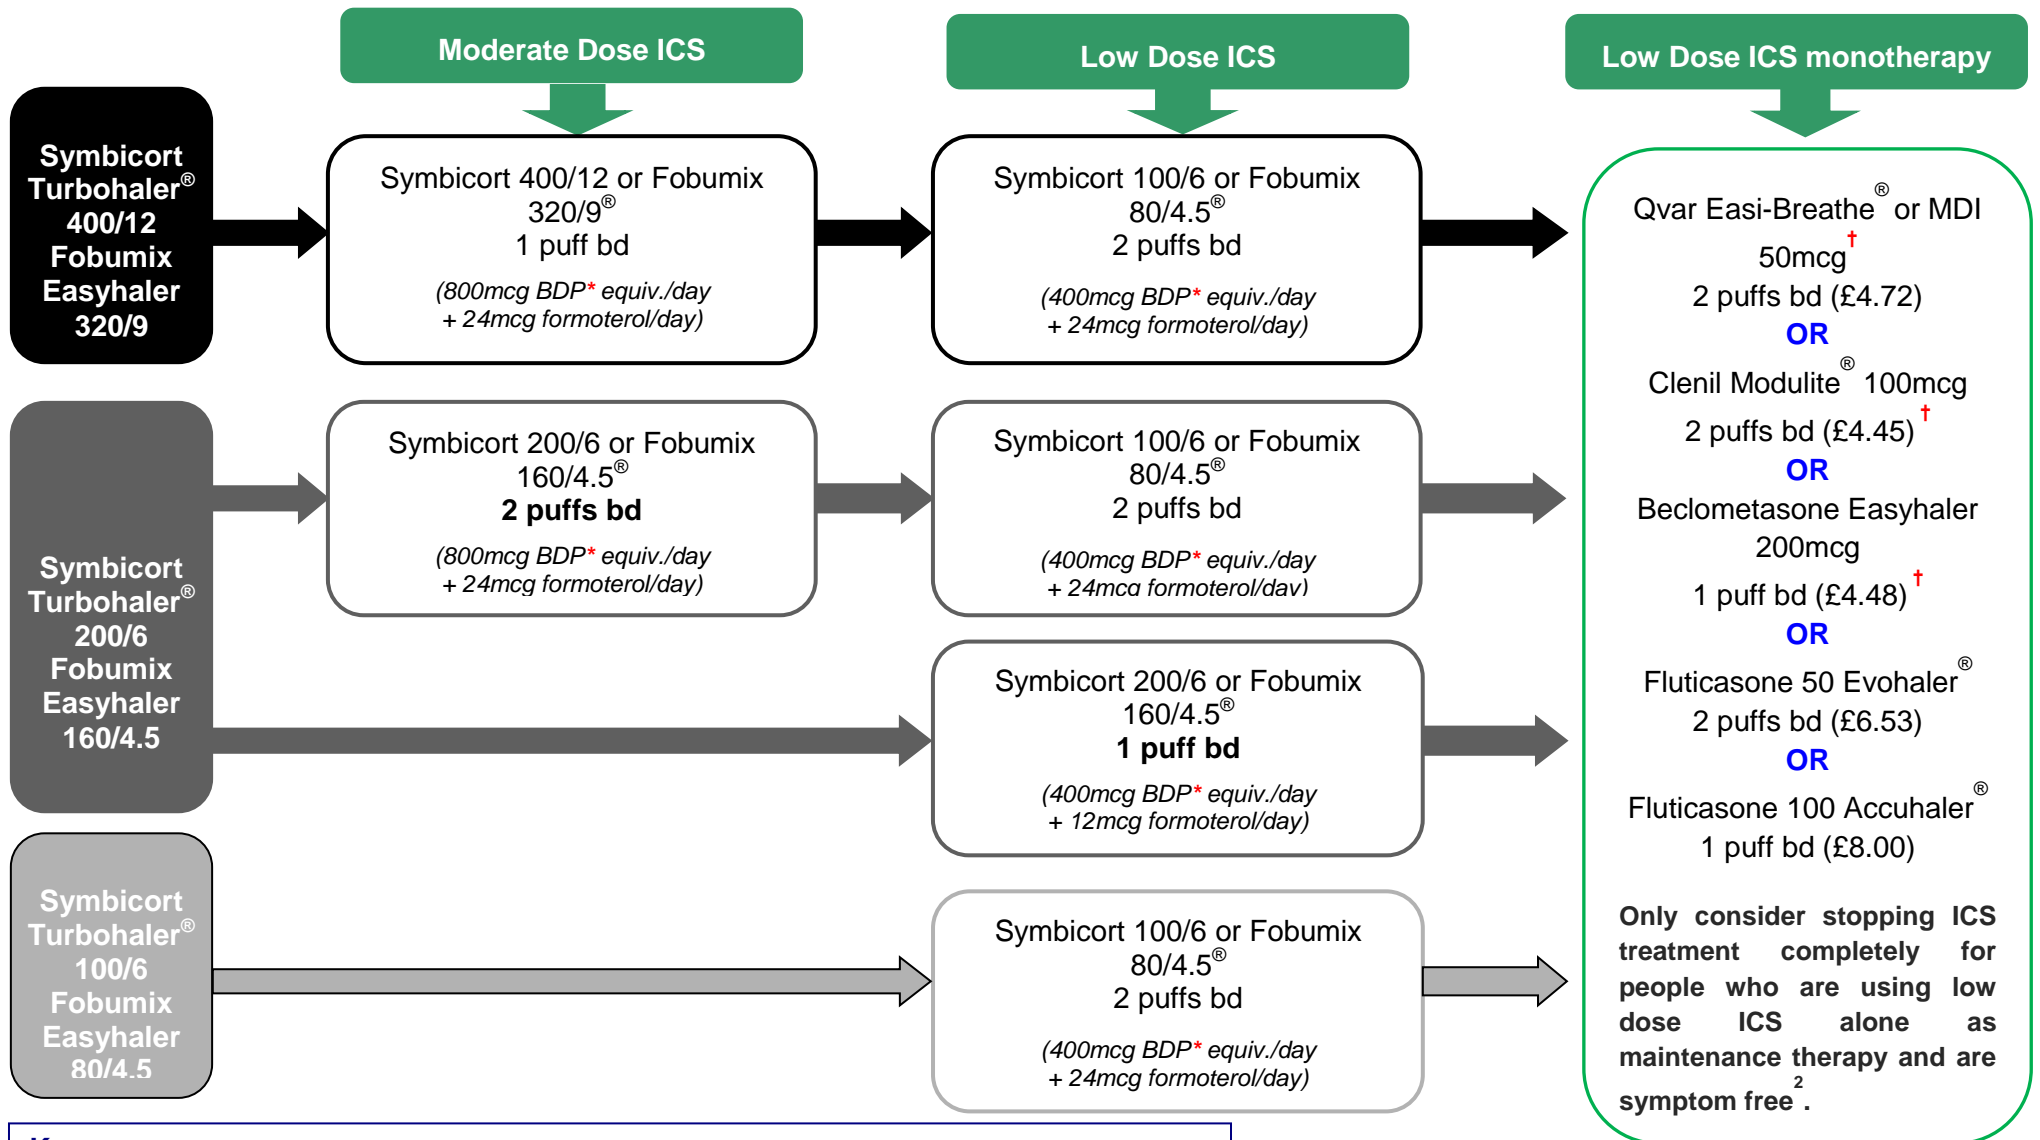 Moderate Dose ICS
Low Dose ICS
Low Dose ICS monotherapy
Symbicort
Turbohaler®
400/12
Fobumix
Easyhaler
320/9
Symbicort 400/12 or Fobumix
320/9®
1 puff bd
(800mcg BDP* equiv./day
+ 24mcg formoterol/day)
Symbicort 100/6 or Fobumix
80/4.5®
2 puffs bd
(400mcg BDP* equiv./day
+ 24mcg formoterol/day)
Symbicort
Turbohaler®
200/6
Fobumix
Easyhaler
160/4.5
Symbicort 200/6 or Fobumix
160/4.5®
2 puffs bd
(800mcg BDP* equiv./day
+ 24mcg formoterol/day)
Symbicort 100/6 or Fobumix
80/4.5®
2 puffs bd
(400mcg BDP* equiv./day
+ 24mcg formoterol/day)
Symbicort 200/6 or Fobumix
160/4.5®
1 puff bd
(400mcg BDP* equiv./day
+ 12mcg formoterol/day)
Symbicort
Turbohaler®
100/6
Fobumix
Easyhaler
80/4.5
Symbicort 100/6 or Fobumix
80/4.5®
2 puffs bd
(400mcg BDP* equiv./day
+ 24mcg formoterol/day)
Qvar Easi-Breathe® or MDI
50mcg†
2 puffs bd (£4.72)
OR
Clenil Modulite® 100mcg
2 puffs bd (£4.45) †
OR
Beclometasone Easyhaler
200mcg
1 puff bd (£4.48) †
OR
Fluticasone 50 Evohaler®
2 puffs bd (£6.53)
OR
Fluticasone 100 Accuhaler®
1 puff bd (£8.00)
Only consider stopping ICS
treatment completely for
people who are using low
dose ICS alone as
maintenance therapy and are
symptom free².